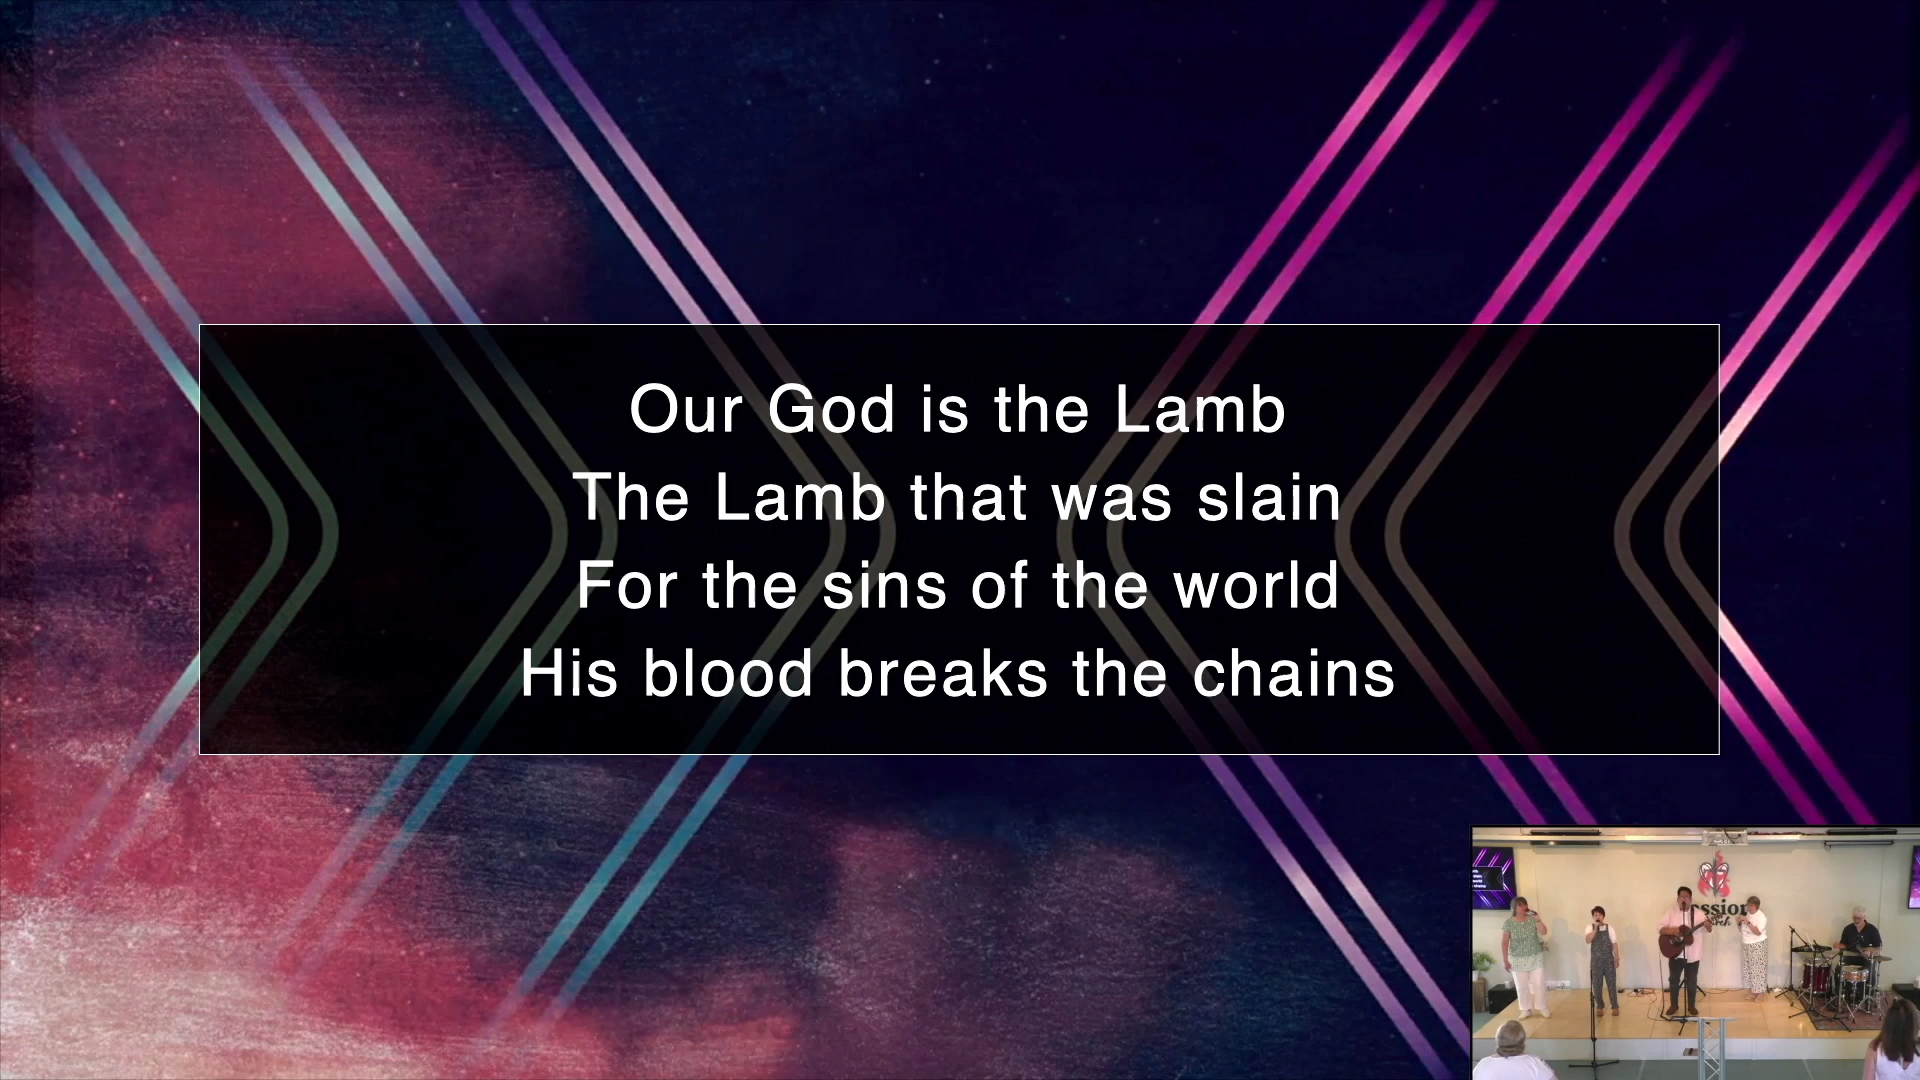 Our God is the Lamb
The Lamb that was slain
For the sins of the world
His blood breaks the chains